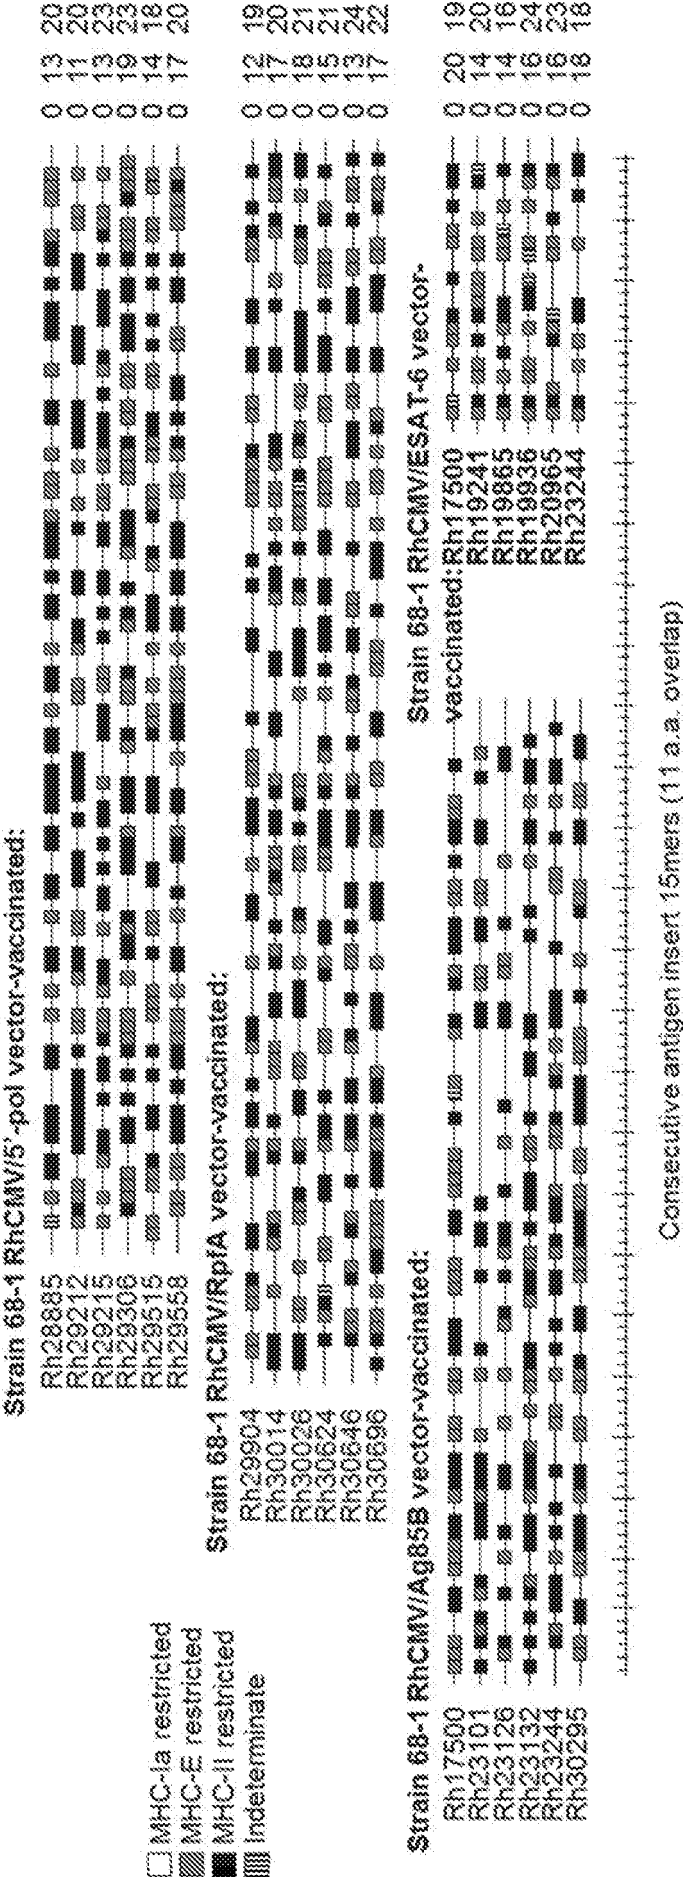 MHC-Ia restricted
MHC-E restricted
MHC-II restricted
Indeterminate
Strain 68-1 RhCMV/5'-pol vector-vaccinated:
Rh28885 0 13 20
Rh29212 0 11 20
Rh29215 0 13 23
Rh29306 0 19 23
Rh29515 0 14 18
Rh29558 0 17 20
Strain 68-1 RhCMV/RpfA vector-vaccinated:
Rh29904 0 12 19
Rh30014 0 17 20
Rh30026 0 18 21
Rh30624 0 15 21
Rh30646 0 13 24
Rh30696 0 17 22
Strain 68-1 RhCMV/Ag85B vector-vaccinated:
Rh17500
Rh23101
Rh23126
Rh23132
Rh23244
Rh30295
Strain 68-1 RhCMV/ESAT-6 vector-
vaccinated: Rh17500 0 20 19
Rh19241 0 14 20
Rh19865 0 14 16
Rh19936 0 16 24
Rh20965 0 16 23
Rh23244 0 18 18
Consecutive antigen insert 15mers (11 a.a. overlap)